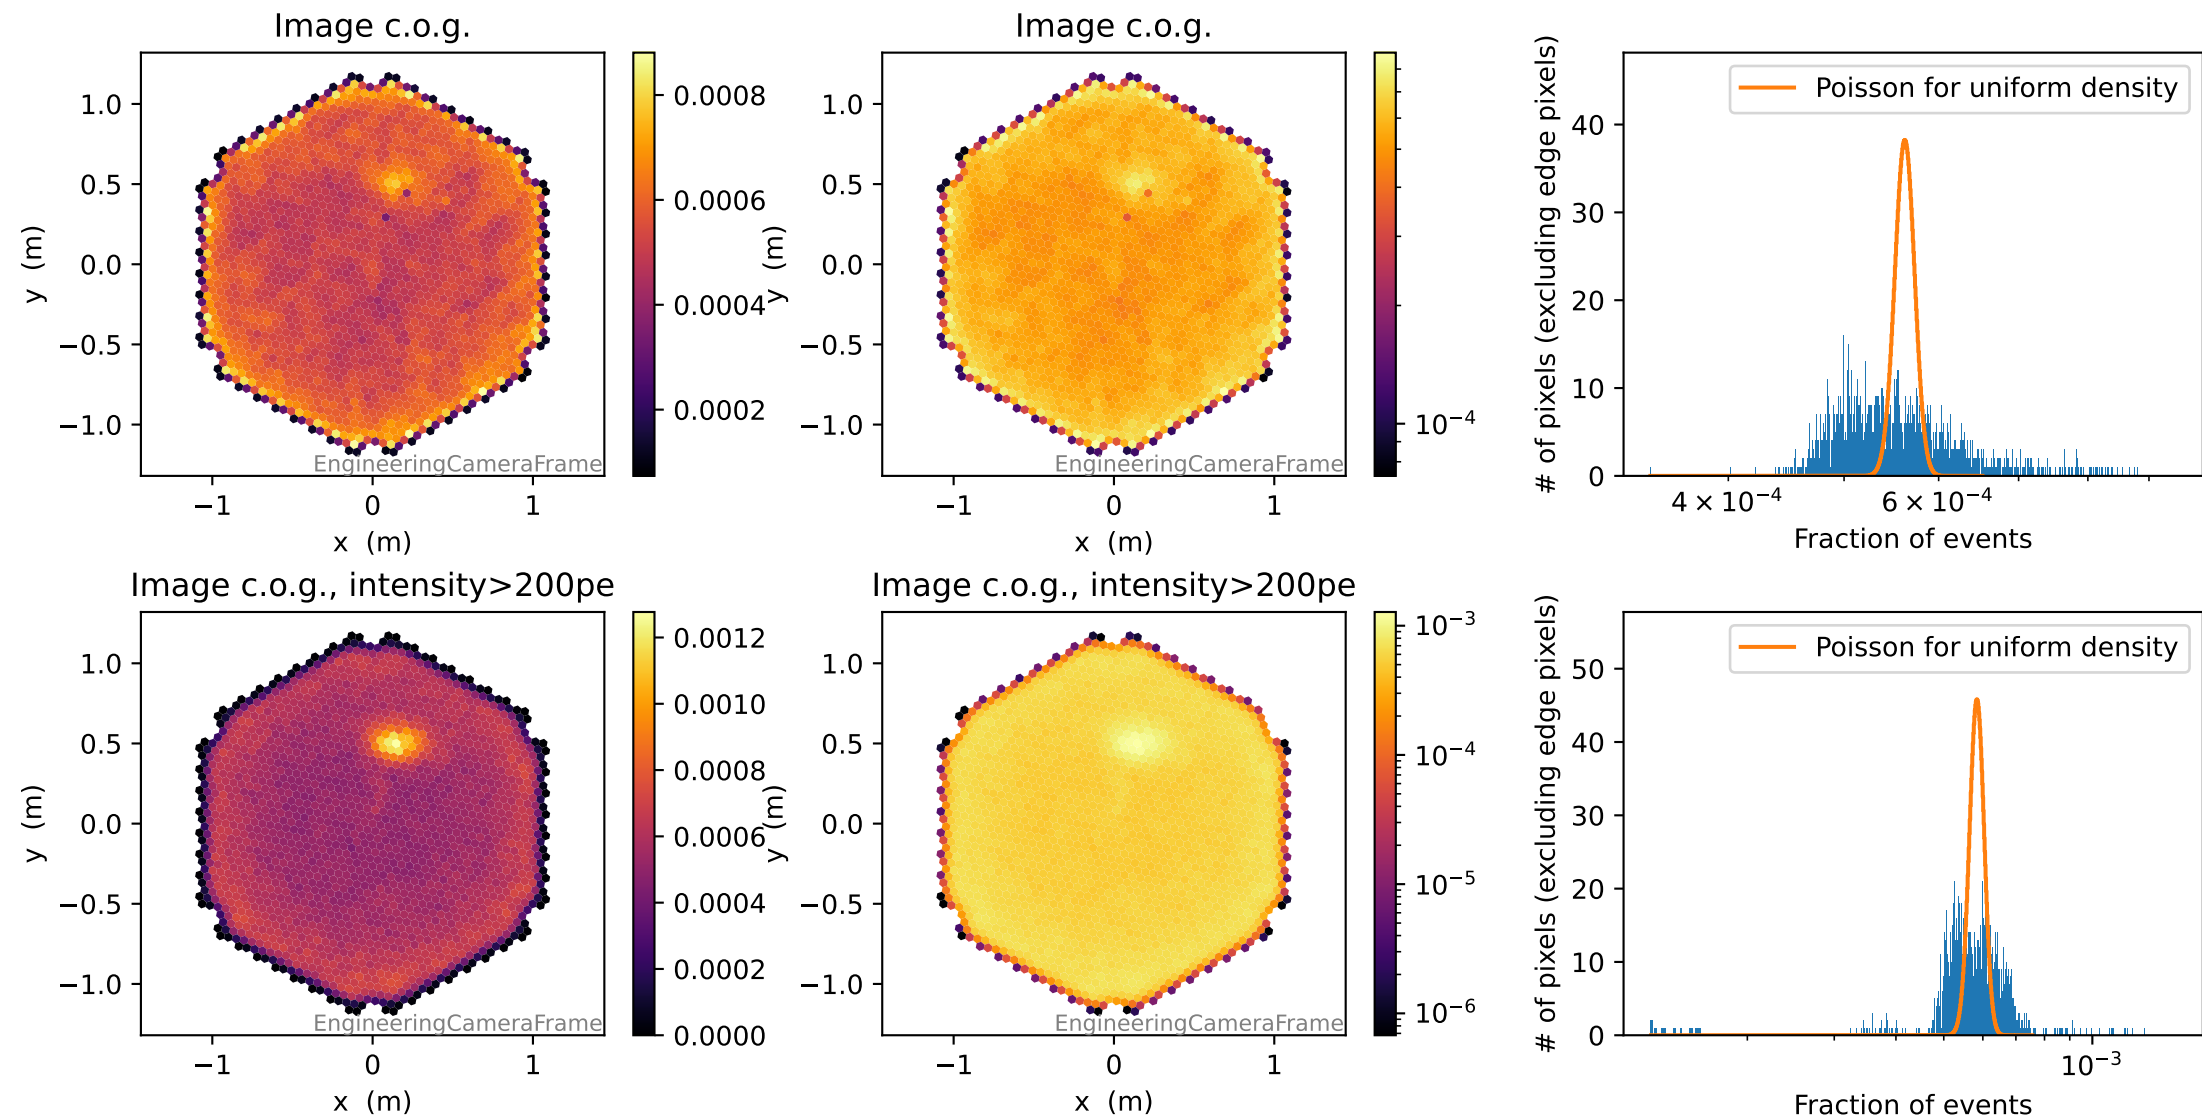 Image c.o.g.
1.0
0.5
0.0
−0.5
−1.0
y (m)
−1
0
1
x (m)
EngineeringCameraFrame
0.0008
0.0006
0.0004
0.0002
Image c.o.g.
1.0
0.5
0.0
−0.5
−1.0
y (m)
−1
0
1
x (m)
EngineeringCameraFrame
10⁻⁴
# of pixels (excluding edge pixels)
40
30
20
10
0
Poisson for uniform density
4 × 10⁻⁴
6 × 10⁻⁴
Fraction of events
Image c.o.g., intensity>200pe
1.0
0.5
0.0
−0.5
−1.0
y (m)
−1
0
1
x (m)
EngineeringCameraFrame
0.0012
0.0010
0.0008
0.0006
0.0004
0.0002
0.0000
Image c.o.g., intensity>200pe
1.0
0.5
0.0
−0.5
−1.0
y (m)
−1
0
1
x (m)
EngineeringCameraFrame
10⁻³
10⁻⁴
10⁻⁵
10⁻⁶
# of pixels (excluding edge pixels)
50
40
30
20
10
0
Poisson for uniform density
10⁻³
Fraction of events